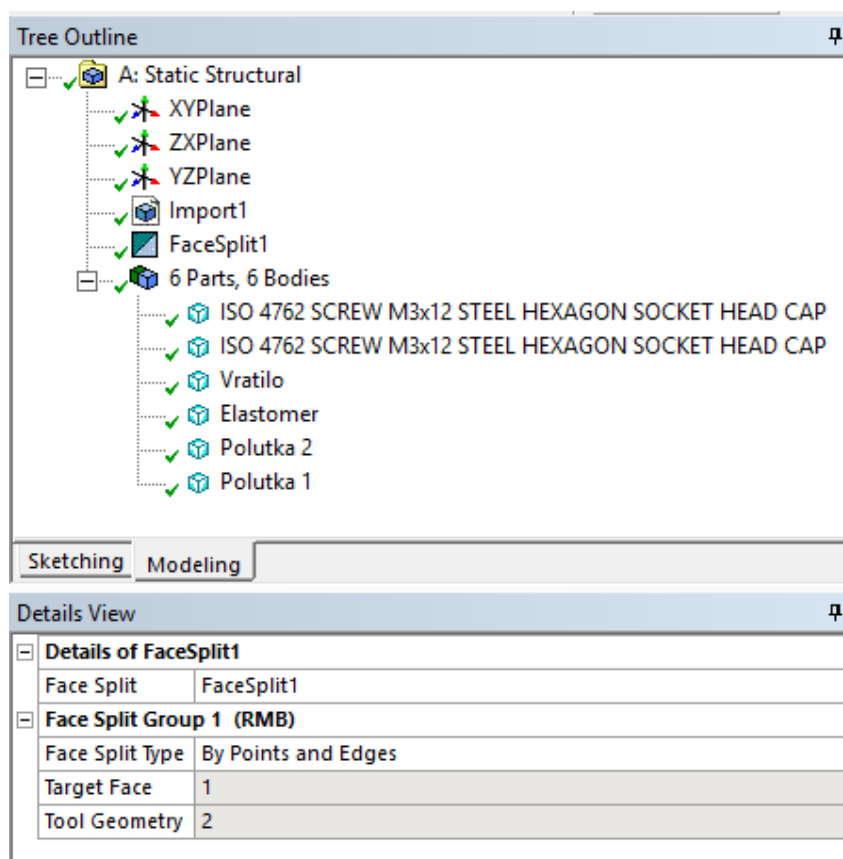 Tree Outline
A: Static Structural
XYPlane
ZXPlane
YZPlane
Import1
FaceSplit1
6 Parts, 6 Bodies
ISO 4762 SCREW M3x12 STEEL HEXAGON SOCKET HEAD CAP
ISO 4762 SCREW M3x12 STEEL HEXAGON SOCKET HEAD CAP
Vratilo
Elastomer
Polutka 2
Polutka 1
Sketching Modeling
Details View
Details of FaceSplit1
Face Split FaceSplit1
Face Split Group 1 (RMB)
Face Split Type By Points and Edges
Target Face 1
Tool Geometry 2